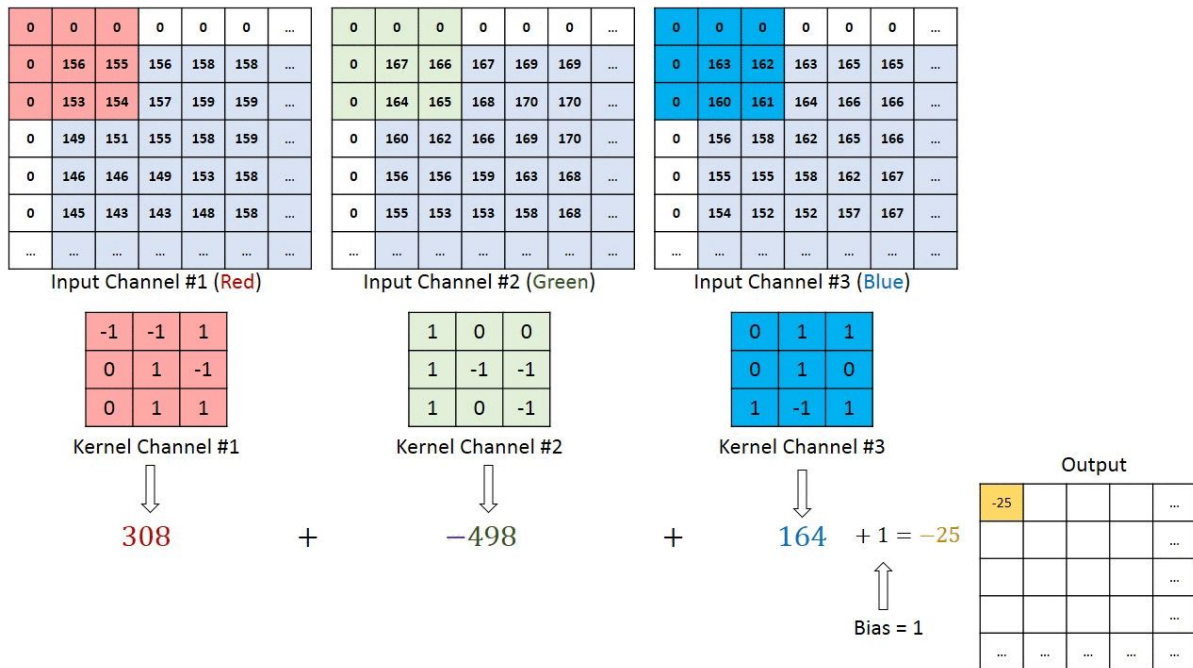 0 0 0 0 0 0 ... 0 0 0 0 0 0 ... 0 0 0 0 0 0 ...
0 156 155 156 158 158 ... 0 167 166 167 169 169 ... 0 163 162 163 165 165 ...
0 153 154 157 159 159 ... 0 164 165 168 170 170 ... 0 160 161 164 166 166 ...
0 149 151 155 158 159 ... 0 160 162 166 169 170 ... 0 156 158 162 165 166 ...
0 146 146 149 153 158 ... 0 156 156 159 163 168 ... 0 155 155 158 162 167 ...
0 145 143 143 148 158 ... 0 155 153 153 158 168 ... 0 154 152 152 157 167 ...
... ... ... ... ... ... ... ... ... ... ... ... ... ... ... ... ... ... ... ... ...
Input Channel #1 (Red) Input Channel #2 (Green) Input Channel #3 (Blue)
-1 -1 1 1 0 0 0 1 1
0 1 -1 1 -1 -1 0 1 0
0 1 1 1 0 -1 1 -1 1
Kernel Channel #1 Kernel Channel #2 Kernel Channel #3
Output
-25 ...
308 + −498 + 164 + 1 = −25
...
...
...
Bias = 1
... ... ... ... ...